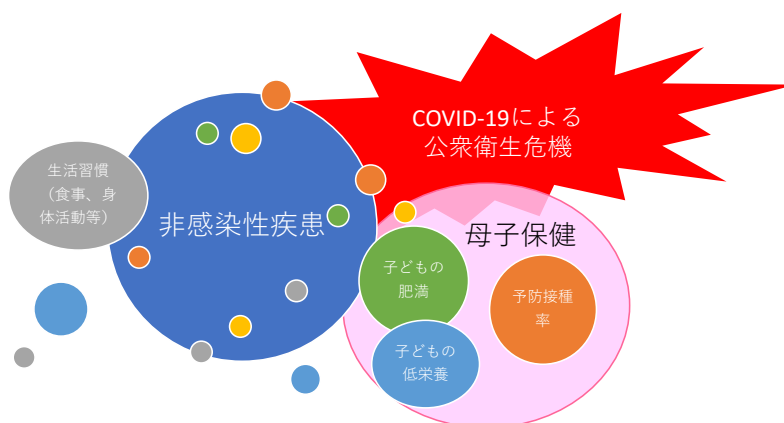 COVID-19による
公衆衛生危機
生活習慣
（食事、身
体活動等）
非感染性疾患
母子保健
子どもの
肥満
予防接種
率
子どもの
低栄養